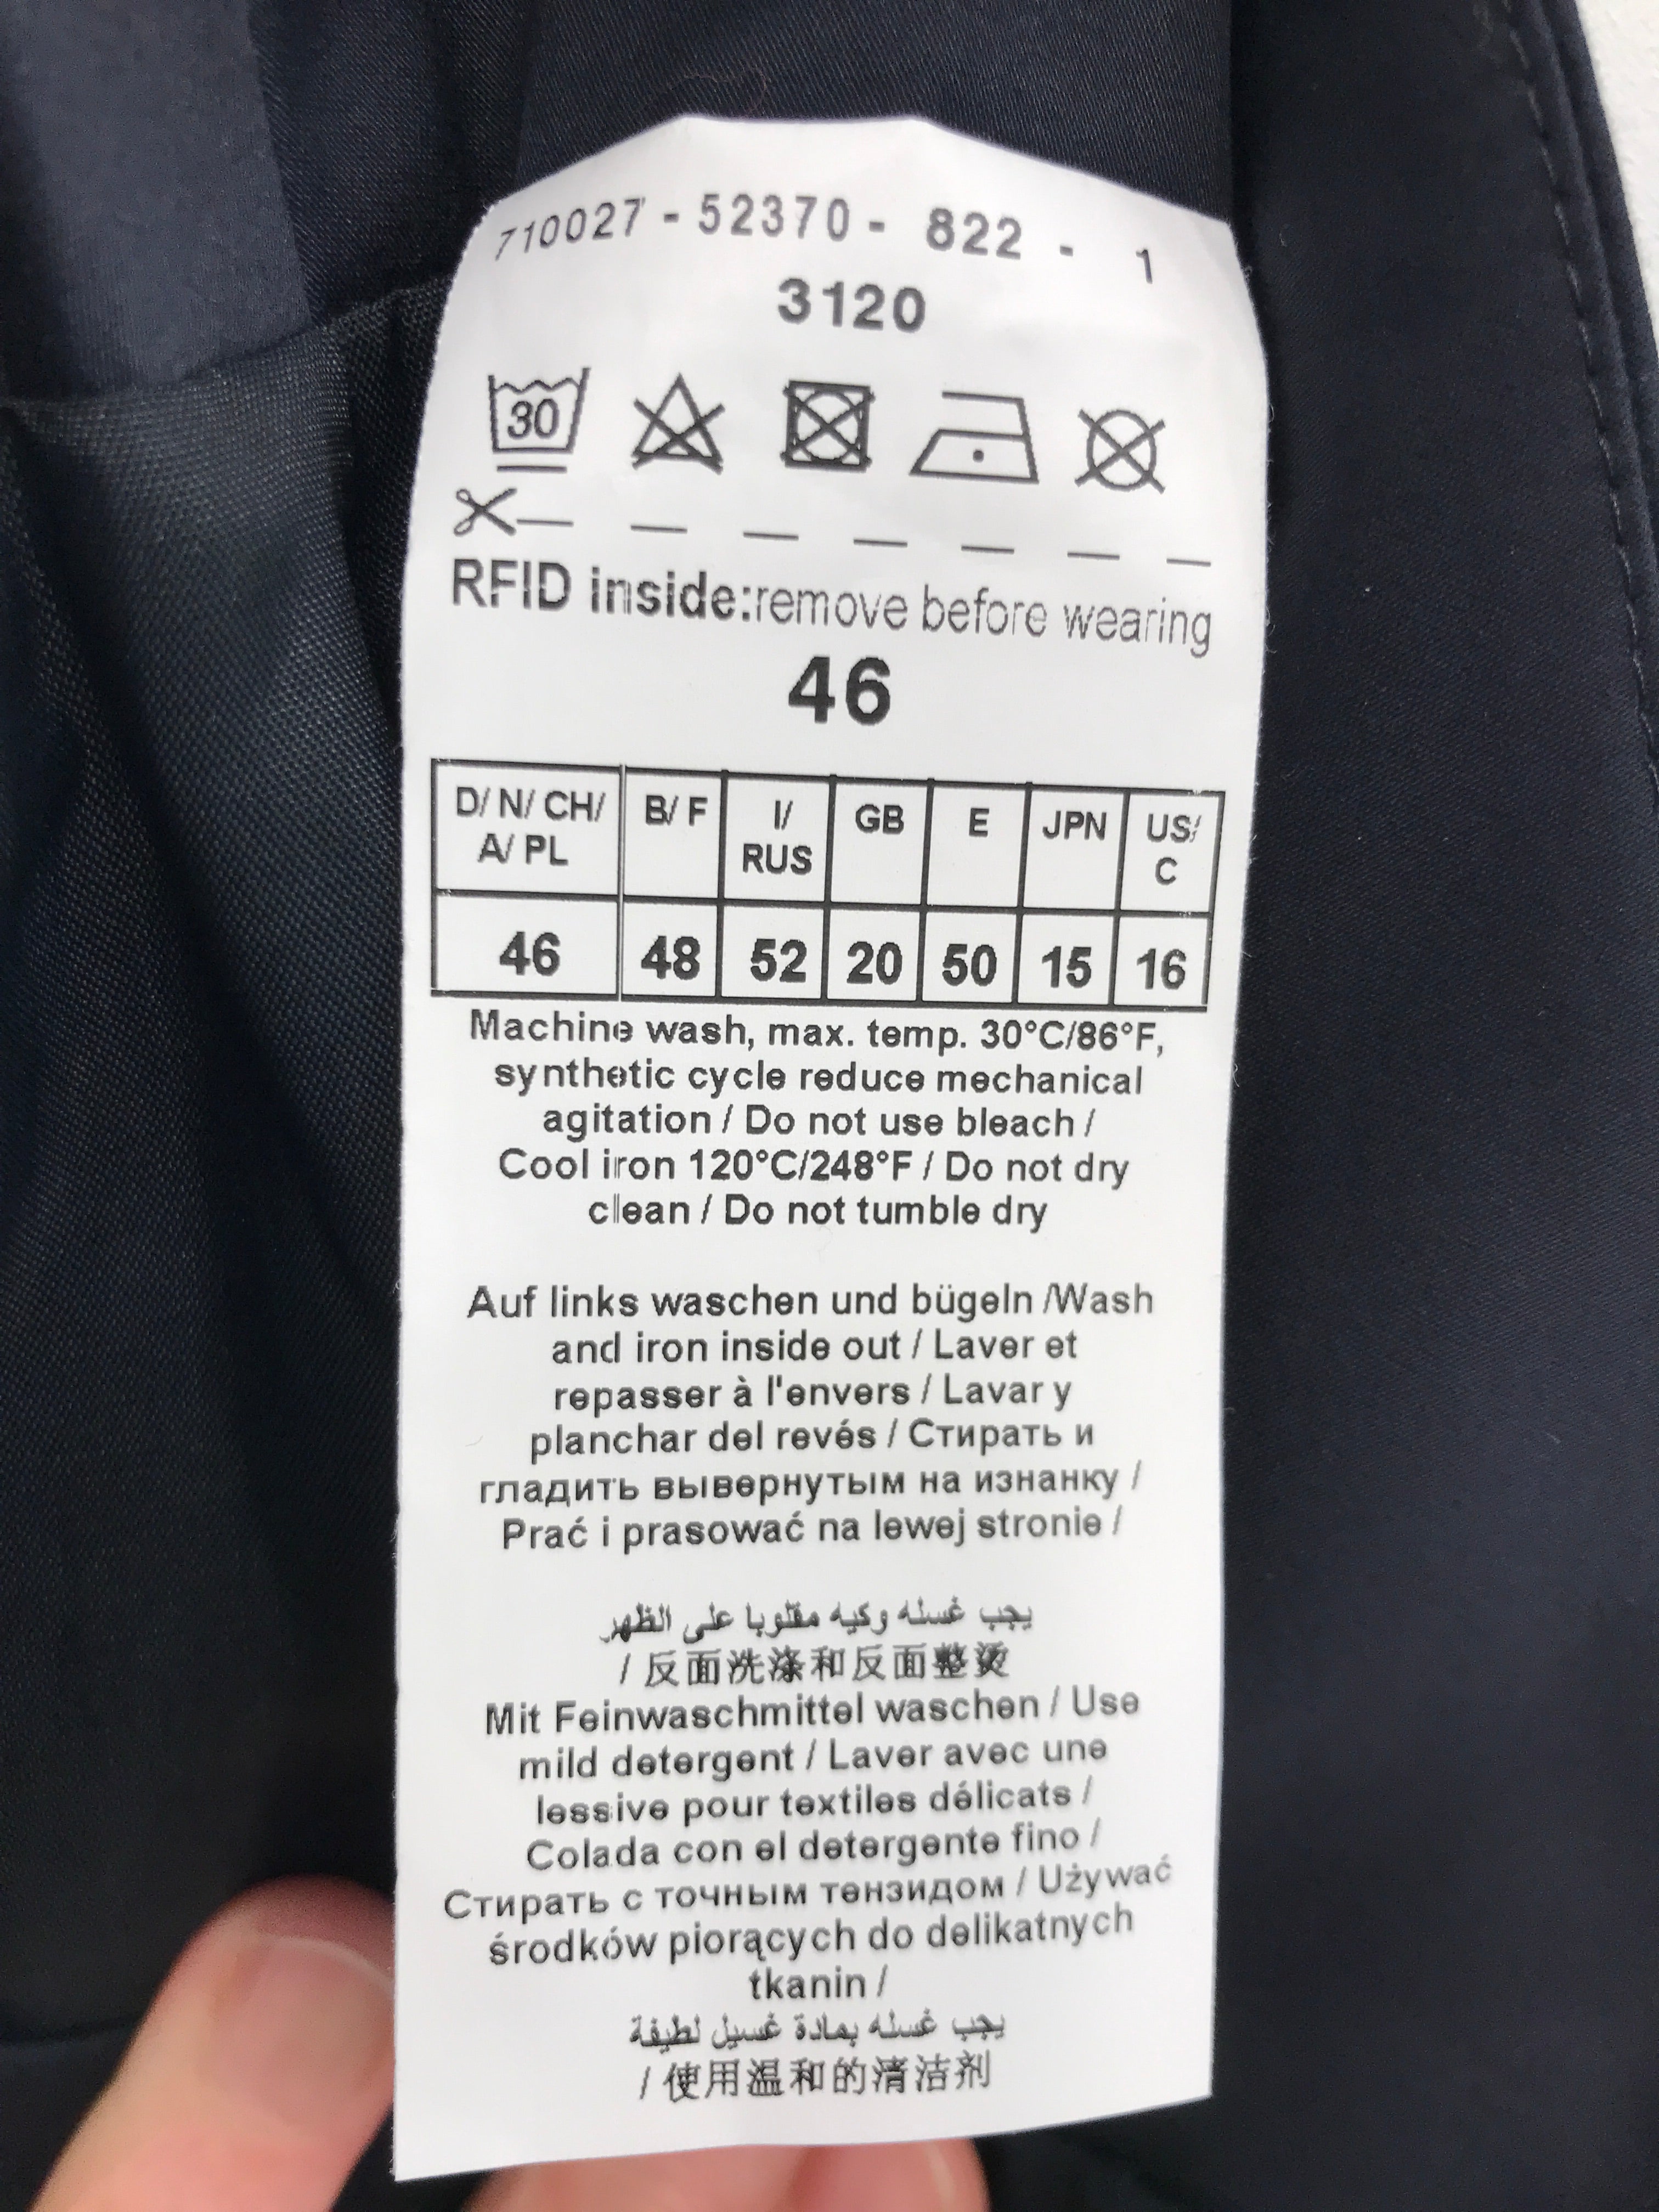 710027 - 52370 - 822 - 1
3120
30
RFID inside:remove before wearing
46
D/ N/ CH/ A/ PL B/ F I/ RUS GB E JPN US/ C
46 48 52 20 50 15 16
Machine wash, max. temp. 30°C/86°F,
synthetic cycle reduce mechanical
agitation / Do not use bleach /
Cool iron 120°C/248°F / Do not dry
clean / Do not tumble dry
Auf links waschen und bügeln /Wash
and iron inside out / Laver et
repasser à l'envers / Lavar y
planchar del revés / Стирать и
гладить вывернутым на изнанку /
Prać i prasować na lewej stronie /
يجب غسله وكيه مقلوبا على الظهر
/ 反面洗涤和反面整烫
Mit Feinwaschmittel waschen / Use
mild detergent / Laver avec une
lessive pour textiles délicats /
Colada con el detergente fino /
Стирать с точным тензидом / Używać
środków piorących do delikatnych
tkanin /
يجب غسله بمادة غسيل لطيفة
/ 使用温和的清洁剂